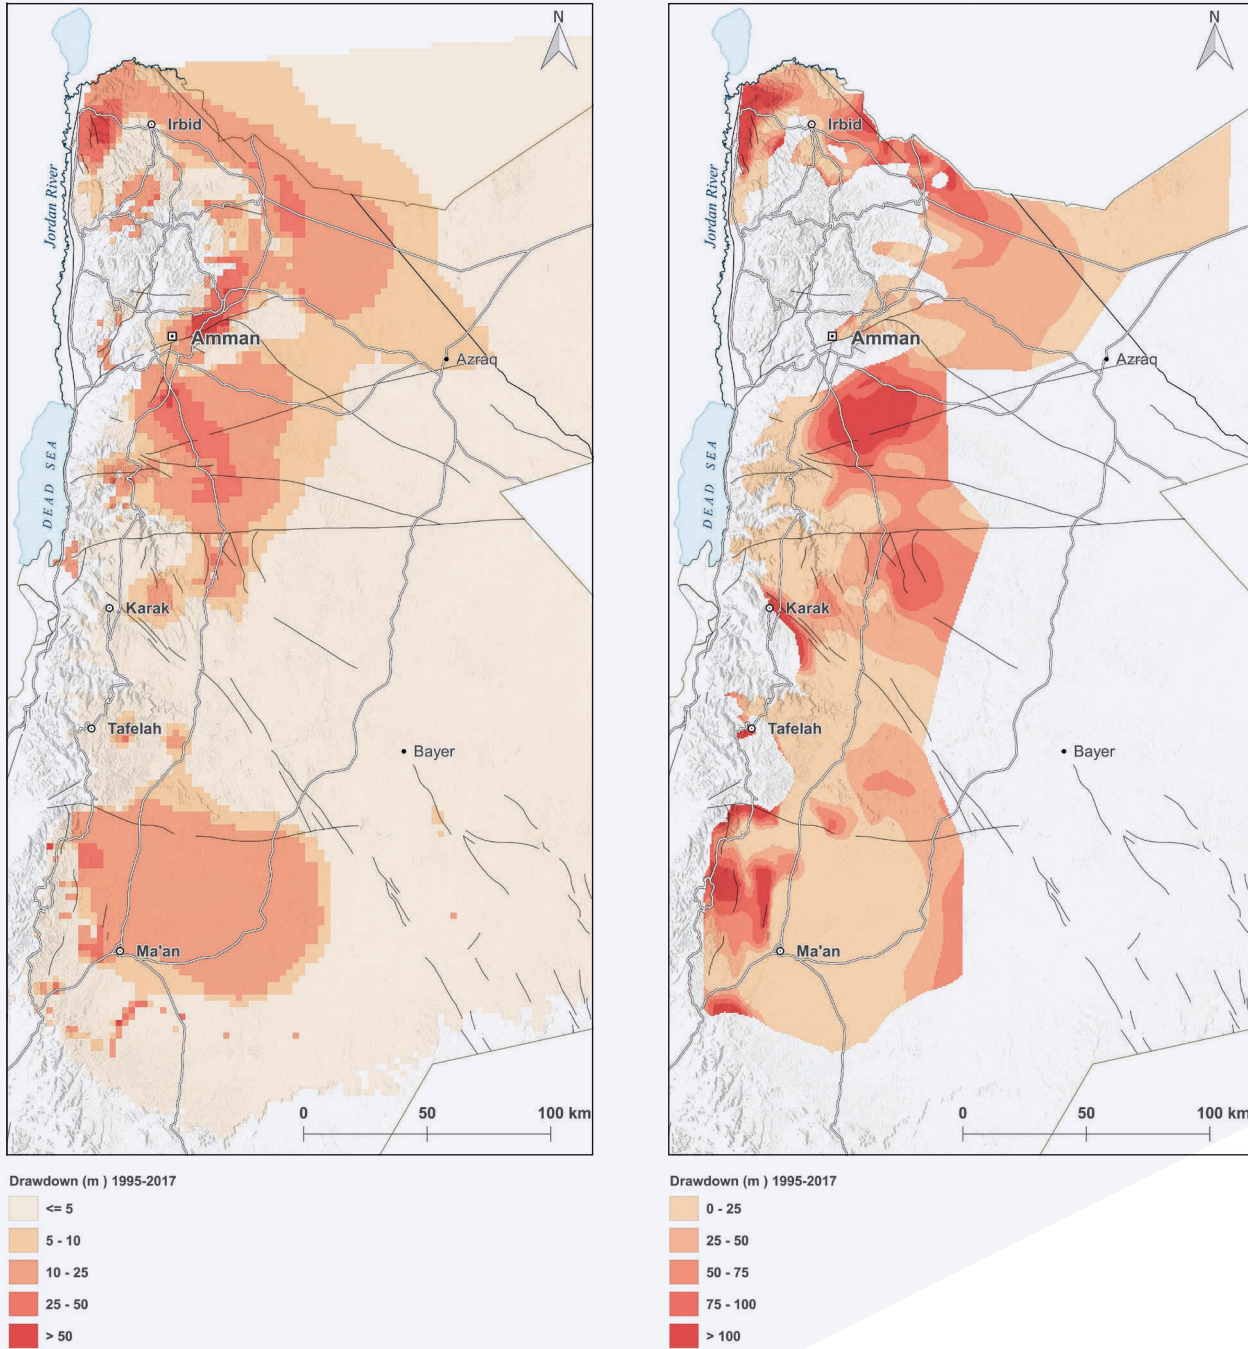 N
Irbid
Jordan River
Amman
Azraq
DEAD SEA
Karak
Tafelah
Bayer
Ma'an
0 50 100 km
Drawdown (m ) 1995-2017
<= 5
5 - 10
10 - 25
25 - 50
> 50
N
Irbid
Jordan River
Amman
Azraq
DEAD SEA
Karak
Tafelah
Bayer
Ma'an
0 50 100 km
Drawdown (m ) 1995-2017
0 - 25
25 - 50
50 - 75
75 - 100
> 100